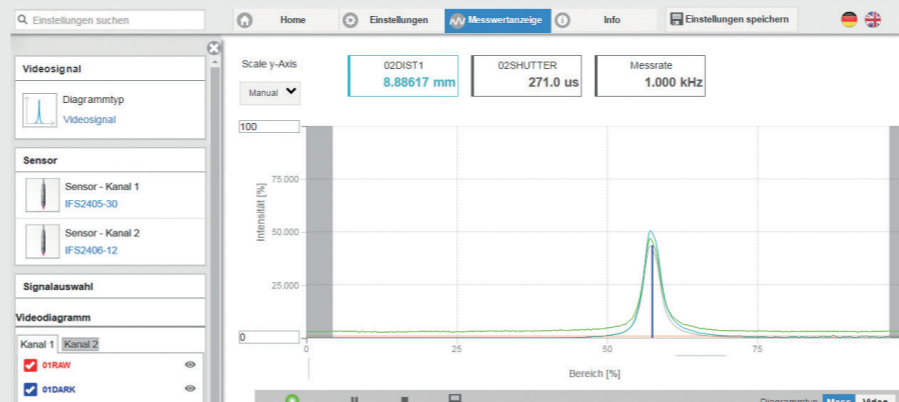 Einstellungen suchen
Home
Einstellungen
Messwertanzeige
Info
Einstellungen speichern
Videosignal
Diagrammtyp
Videosignal
Sensor
Sensor - Kanal 1
IFS2405-30
Sensor - Kanal 2
IFS2406-12
Signalauswahl
Videodiagramm
Kanal 1 Kanal 2
01RAW
01DARK
Scale y-Axis
Manual
02DIST1
8.88617 mm
02SHUTTER
271.0 us
Messrate
1.000 kHz
100
75.000
50.000
25.000
0
Intensität [%]
0 25 50 75
Bereich [%]
Diagrammtyp Mess Video